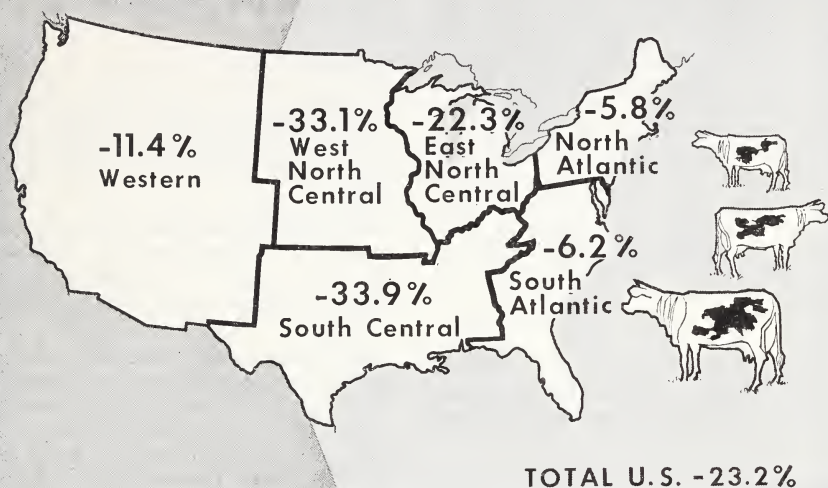 -11.4%
Western
-33.1%
West
North
Central
-22.3%
East
North
Central
-5.8%
North
Atlantic
-33.9%
South Central
-6.2%
South
Atlantic
TOTAL U.S. -23.2%